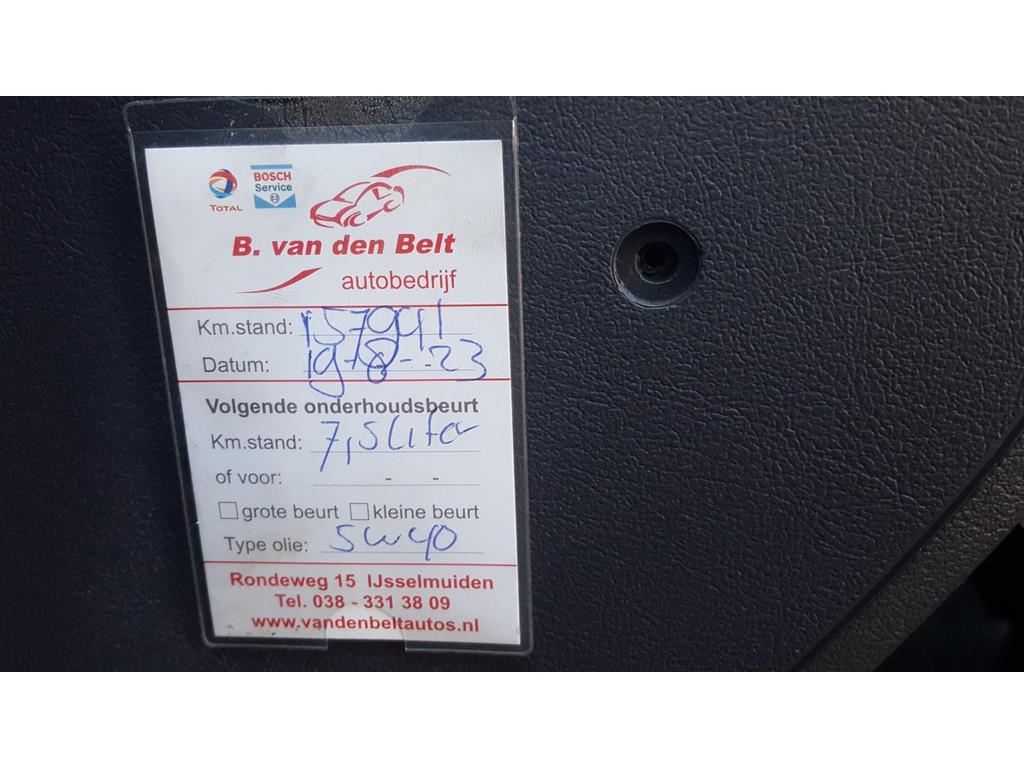 TOTAL
BOSCH
Service
B. van den Belt
autobedrijf
Km.stand: 157941
Datum: 19-8-23
Volgende onderhoudsbeurt
Km.stand: 7,5 Liter
of voor: - -
grote beurt kleine beurt
Type olie: 5w40
Rondeweg 15 IJsselmuiden
Tel. 038 - 331 38 09
www.vandenbeltautos.nl